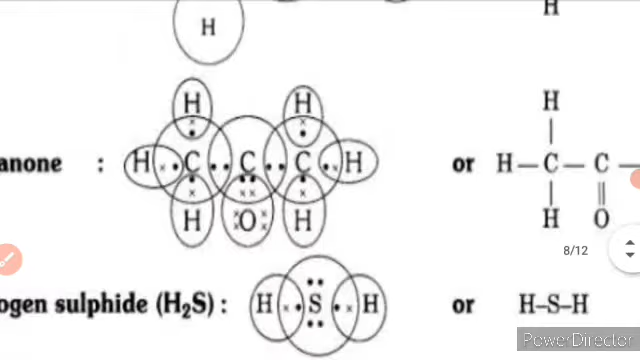 H
H
H H H
anone : H C C C H or H – C – C –
H O H H O
8/12
ogen sulphide (H₂S) : H S H or H–S–H
PowerDirector